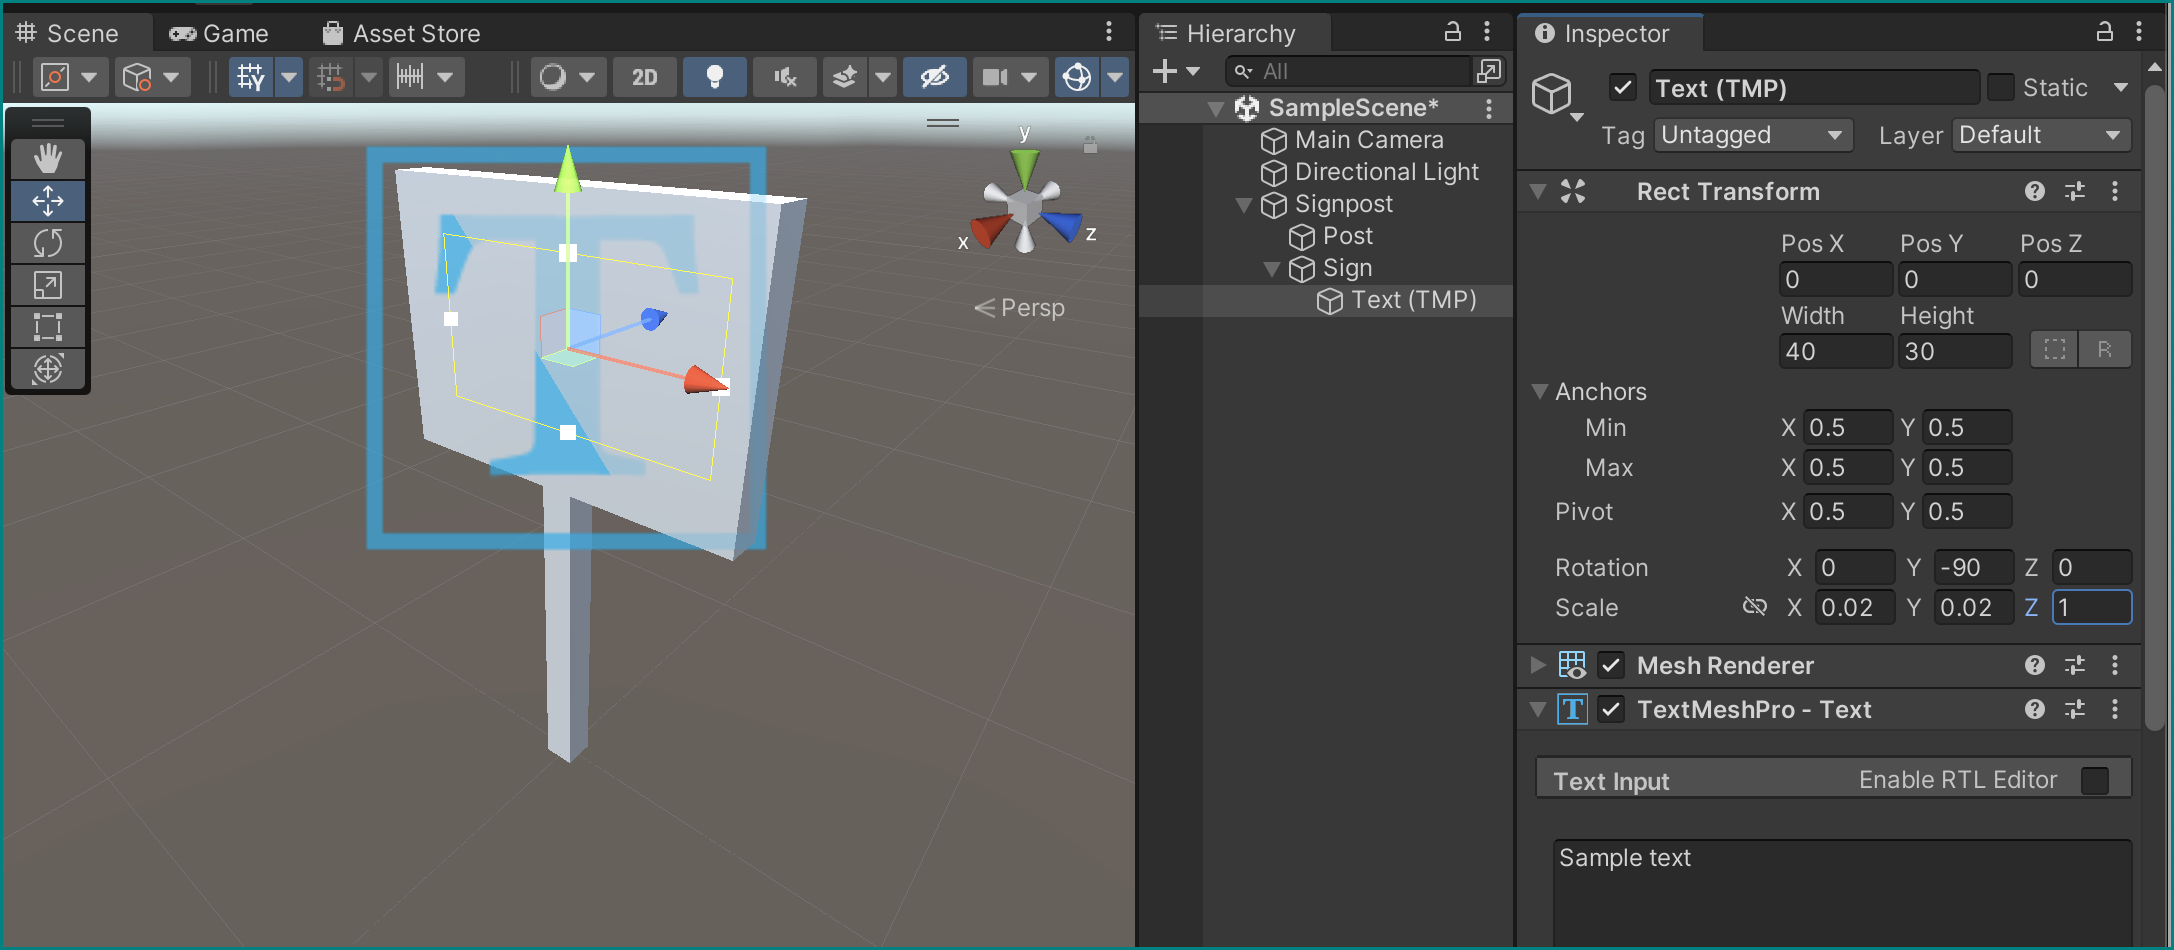 Scene
Game
Asset Store
Hierarchy
Inspector
2D
All
Text (TMP)
Static
Tag Untagged
Layer Default
SampleScene*
Main Camera
Directional Light
Signpost
Post
Sign
Text (TMP)
y
x
z
Persp
T
Rect Transform
Pos X Pos Y Pos Z
0 0 0
Width Height
40 30
R
Anchors
Min X 0.5 Y 0.5
Max X 0.5 Y 0.5
Pivot X 0.5 Y 0.5
Rotation X 0 Y -90 Z 0
Scale X 0.02 Y 0.02 Z 1
Mesh Renderer
T TextMeshPro - Text
Text Input Enable RTL Editor
Sample text